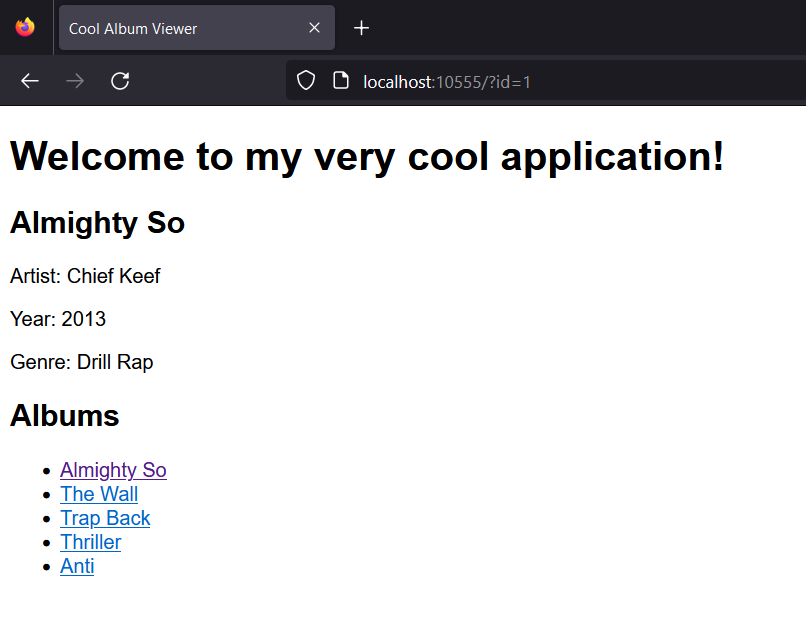 Cool Album Viewer
localhost:10555/?id=1
Welcome to my very cool application!
Almighty So
Artist: Chief Keef
Year: 2013
Genre: Drill Rap
Albums
Almighty So
The Wall
Trap Back
Thriller
Anti